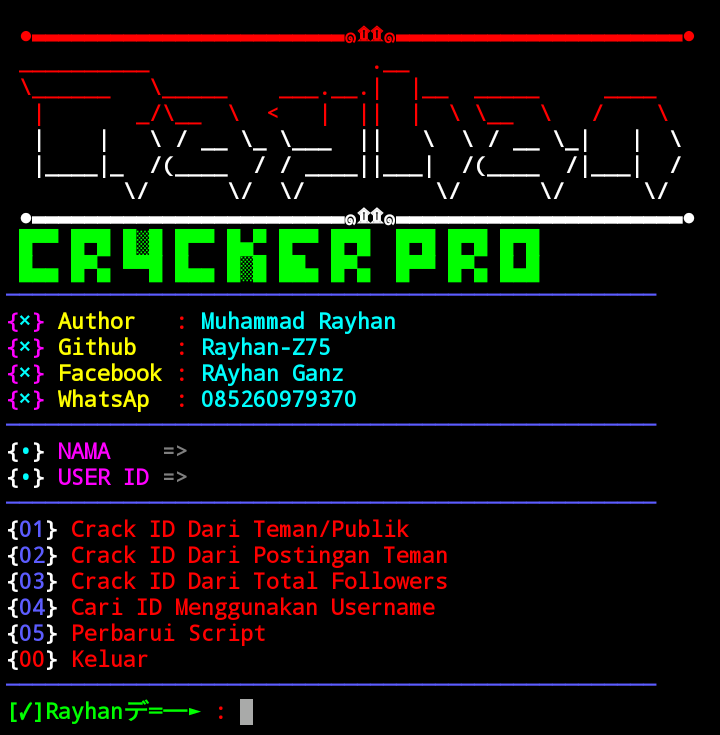 Rayhan
CR4CKER PRO
{×} Author : Muhammad Rayhan
{×} Github : Rayhan-Z75
{×} Facebook : RAyhan Ganz
{×} WhatsAp : 085260979370
{•} NAMA =>
{•} USER ID =>
{01} Crack ID Dari Teman/Publik
{02} Crack ID Dari Postingan Teman
{03} Crack ID Dari Total Followers
{04} Cari ID Menggunakan Username
{05} Perbarui Script
{00} Keluar
[✓]Rayhanデ═一► :